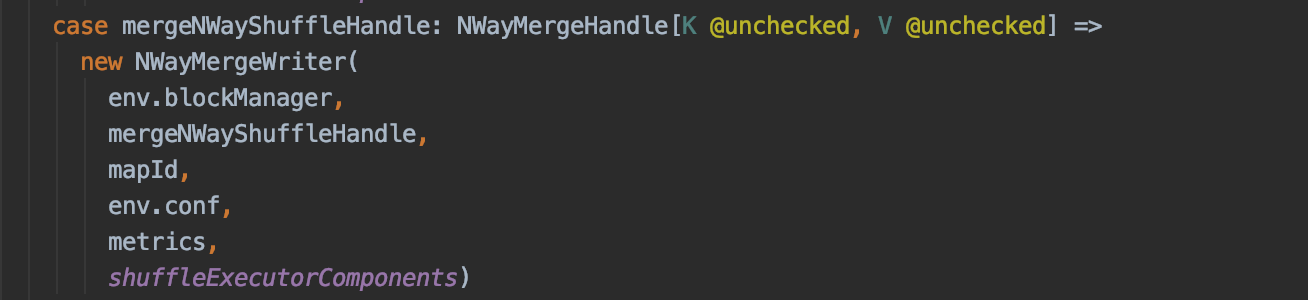 case mergeNWayShuffleHandle: NWayMergeHandle[K @unchecked, V @unchecked] =>
new NWayMergeWriter(
env.blockManager,
mergeNWayShuffleHandle,
mapId,
env.conf,
metrics,
shuffleExecutorComponents)